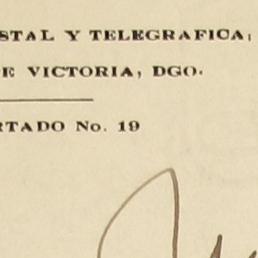 STAL Y TELEGRAFICA,
E VICTORIA, DGO.
RTADO No. 19